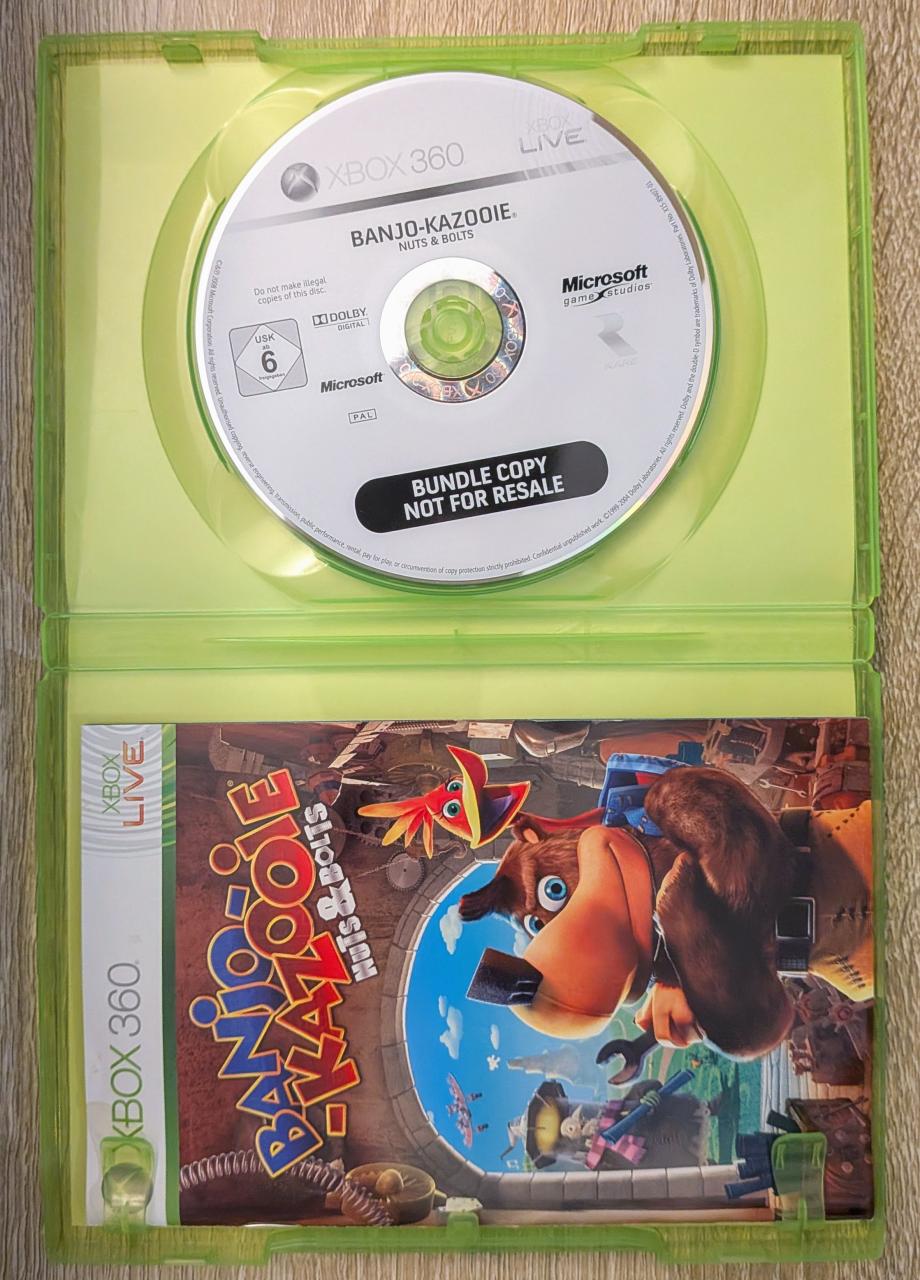 XBOX 360
XBOX
LIVE
BANJO-KAZOOIE®
NUTS & BOLTS
Do not make illegal
copies of this disc.
DOLBY
DIGITAL
USK
ab
6
freigegeben
Microsoft
PAL
Microsoft
game studios
RARE
BUNDLE COPY
NOT FOR RESALE
XBOX 360
XBOX
LIVE
BANJO-
-KAZOOIE
NUTS & BOLTS